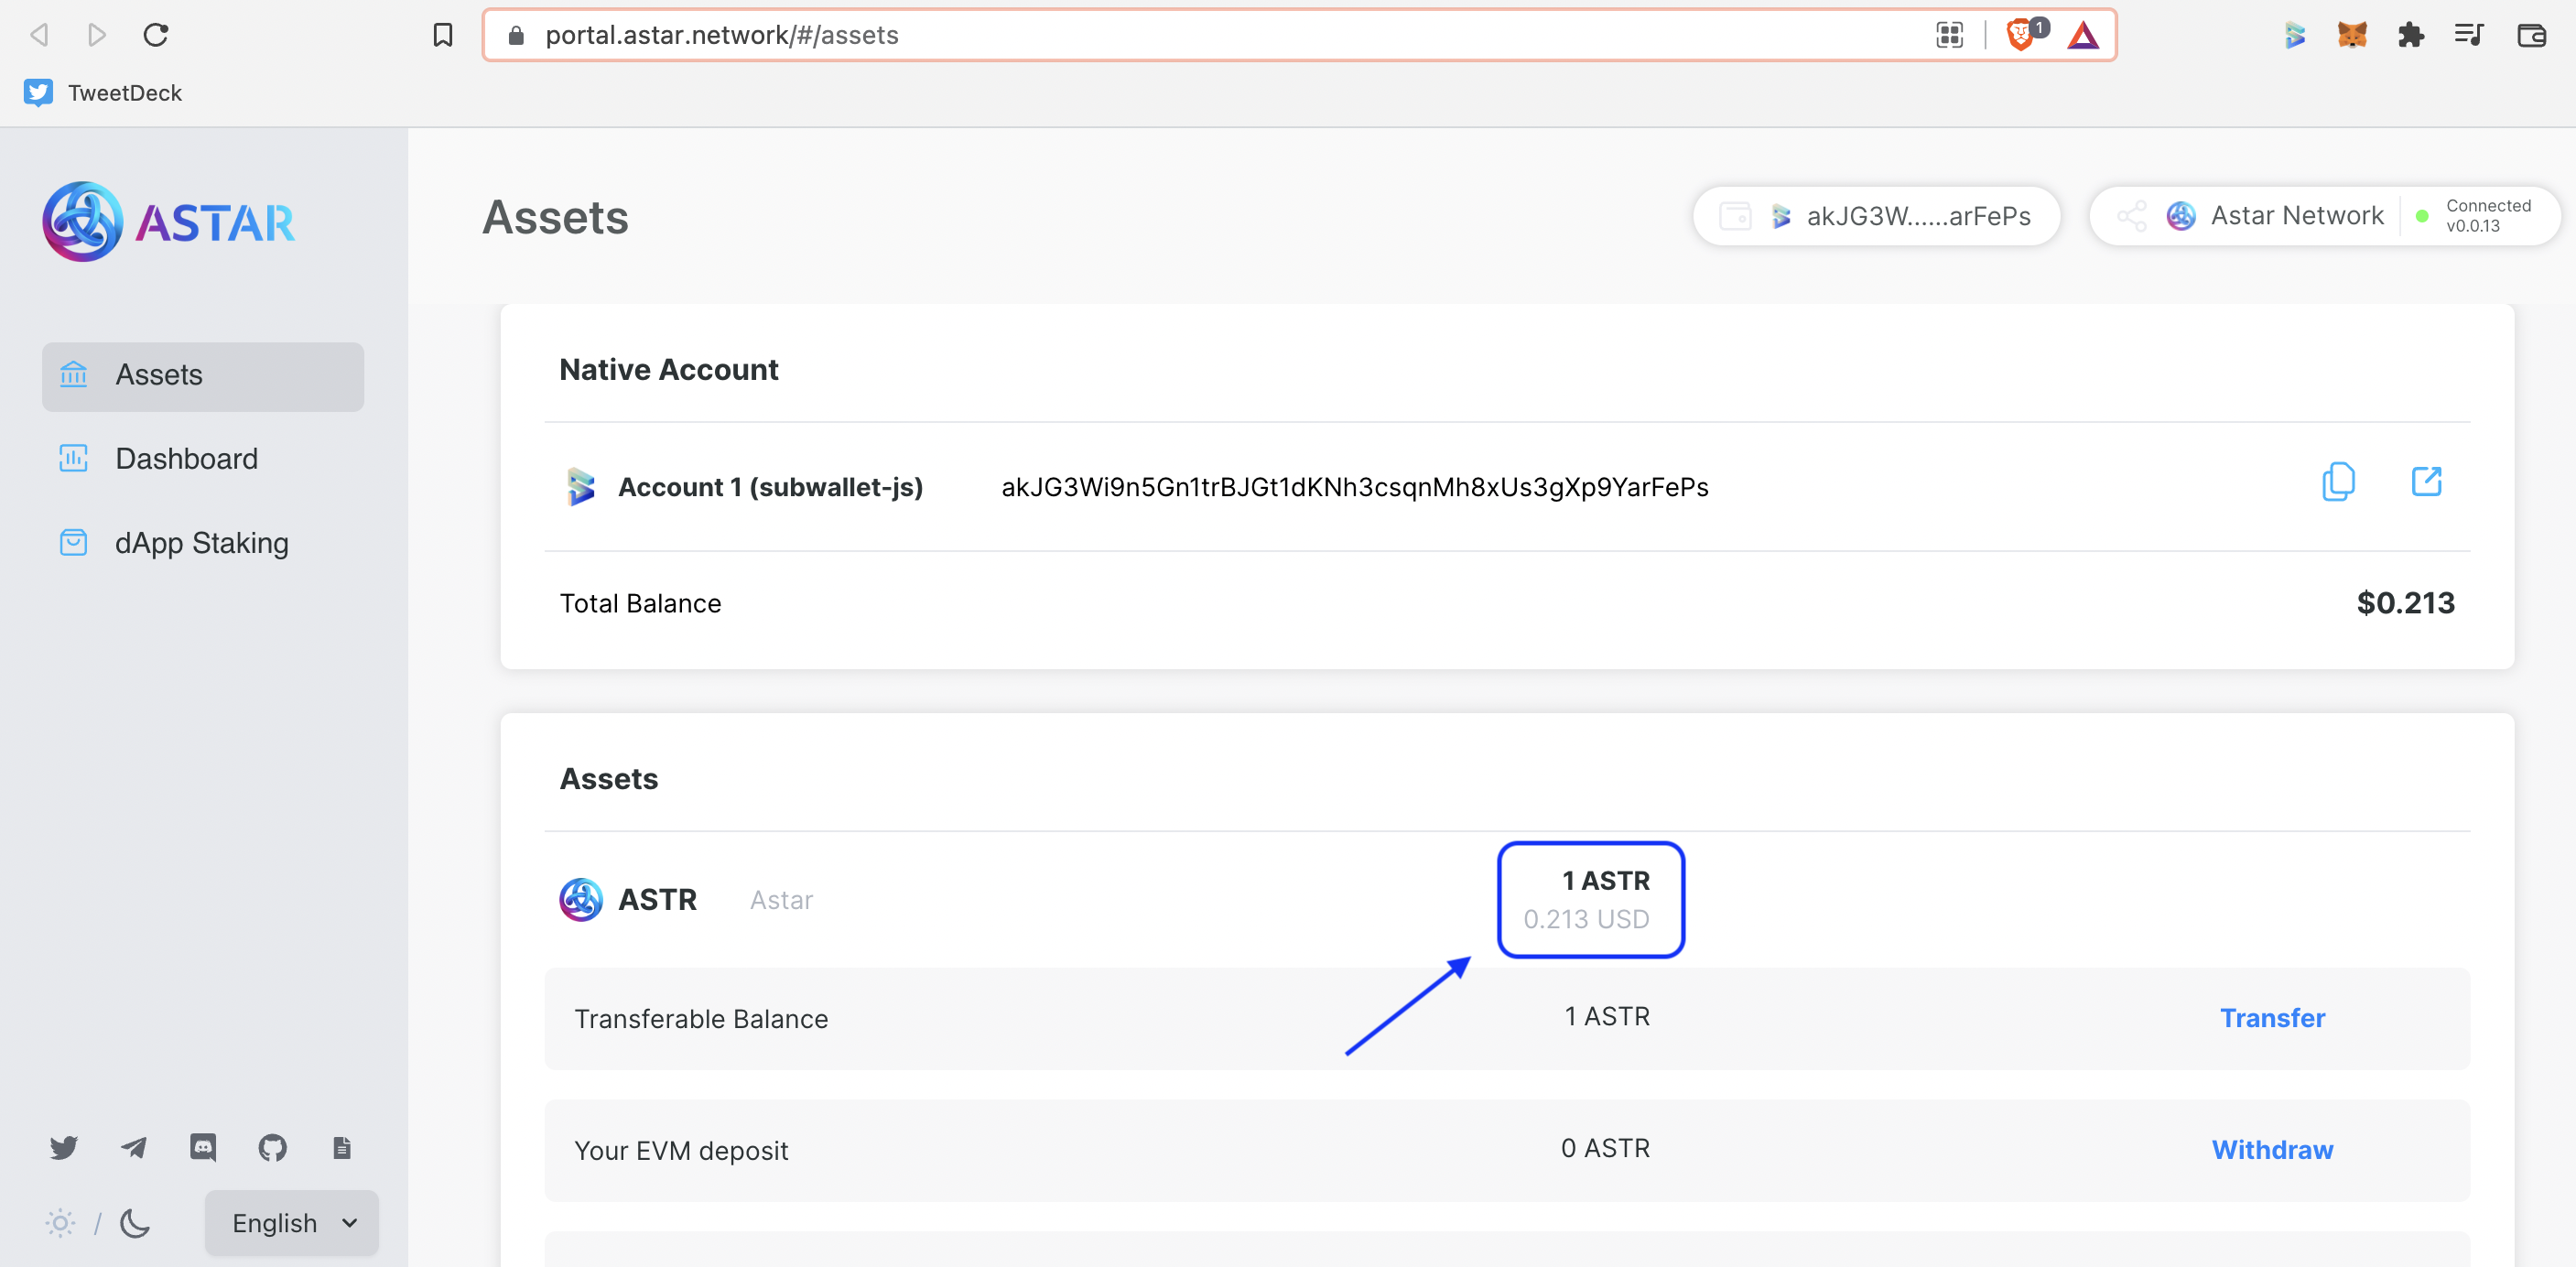 portal.astar.network/#/assets
1
TweetDeck
ASTAR
Assets
akJG3W......arFePs
Astar Network
Connected
v0.0.13
Assets
Dashboard
dApp Staking
Native Account
Account 1 (subwallet-js)
akJG3Wi9n5Gn1trBJGt1dKNh3csqnMh8xUs3gXp9YarFePs
Total Balance
$0.213
Assets
ASTR
Astar
1 ASTR
0.213 USD
Transferable Balance
1 ASTR
Transfer
Your EVM deposit
0 ASTR
Withdraw
/
English